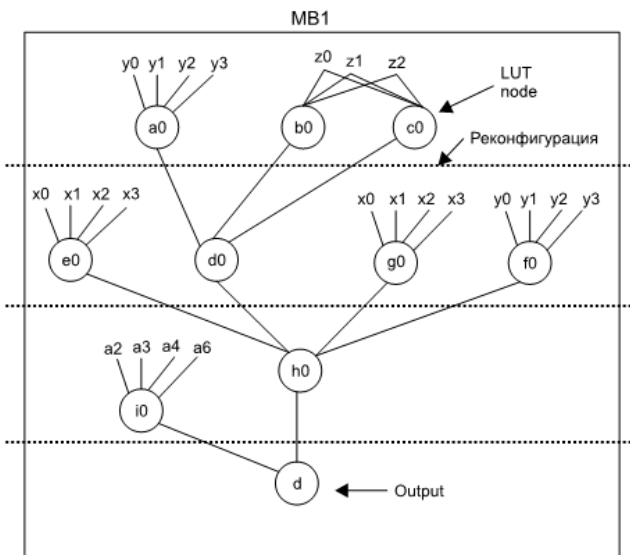 MB1
z0 z1 z2
y0 y1 y2 y3
LUT
node
a0 b0 c0
Реконфигурация
x0 x1 x2 x3
x0 x1 x2 x3
y0 y1 y2 y3
e0 d0 g0 f0
a2 a3 a4 a6
h0
i0
d
Output